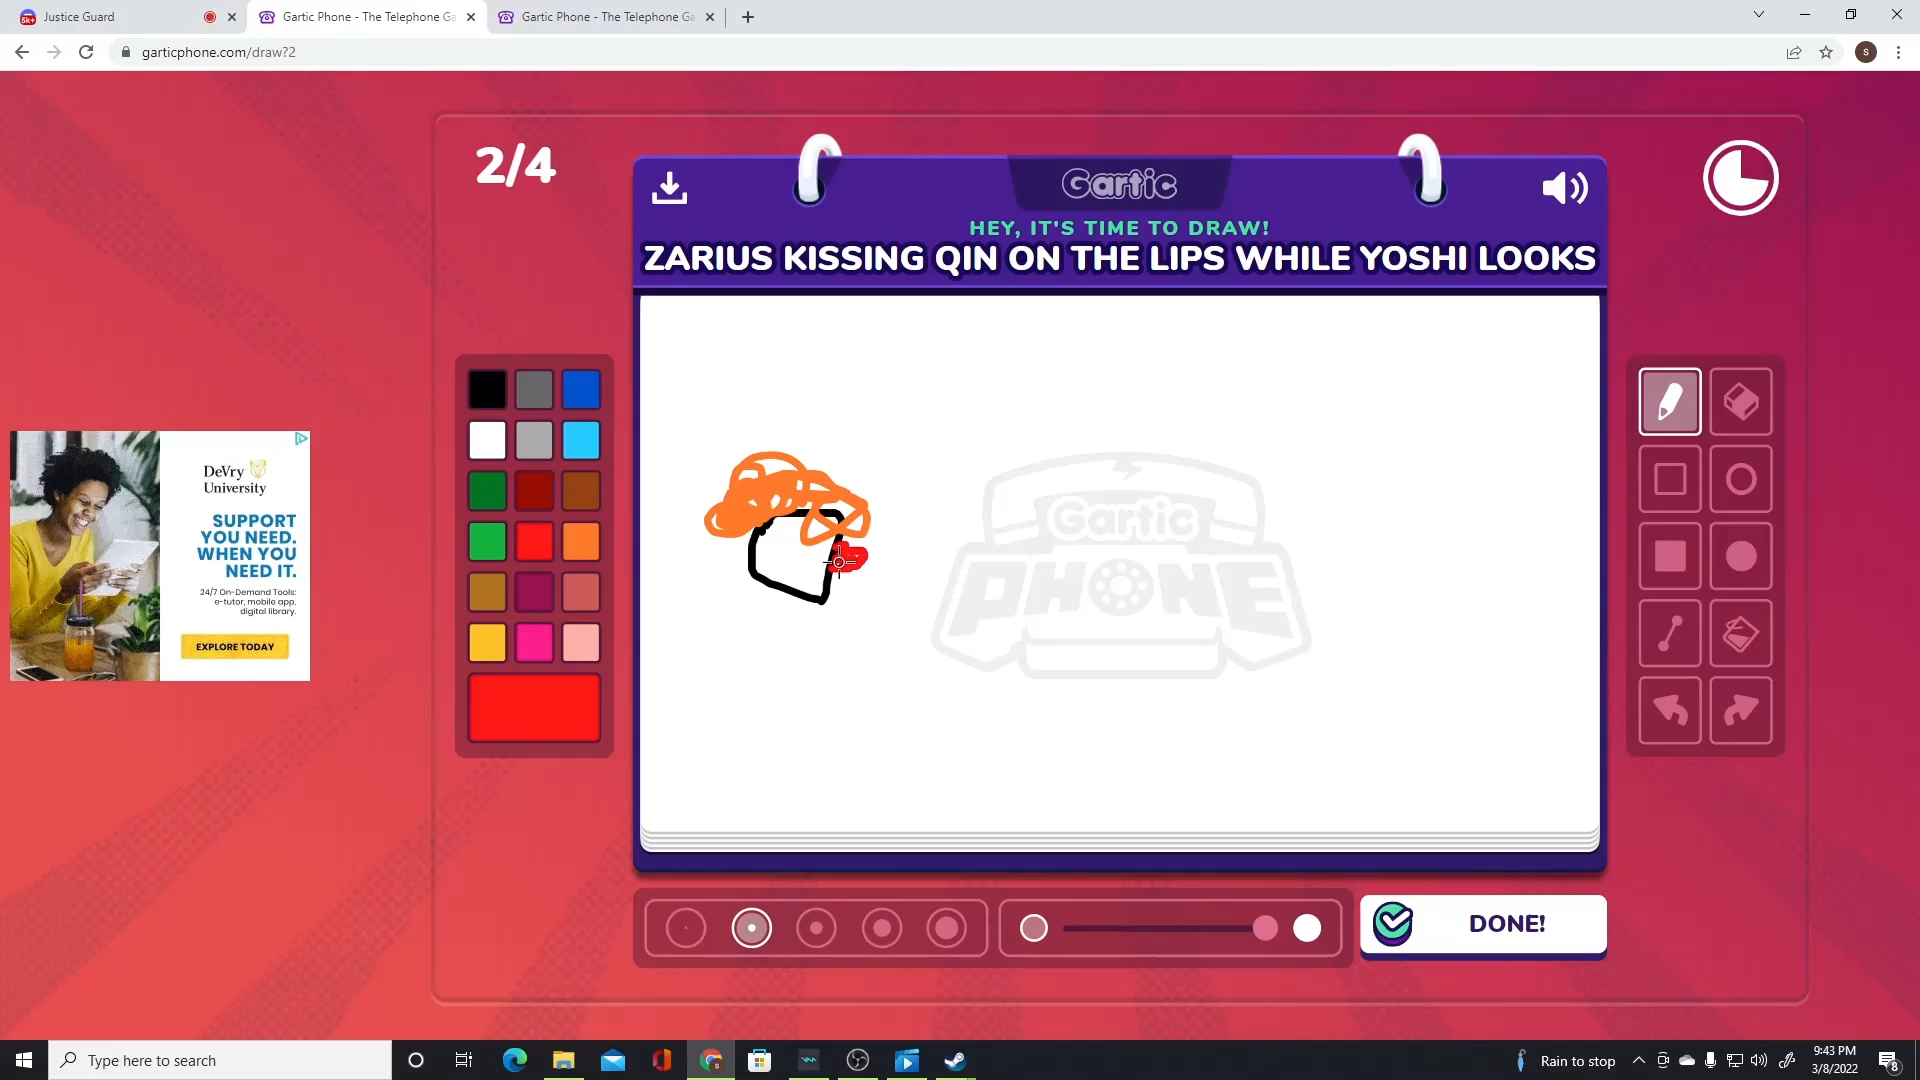 5k+ Justice Guard
Gartic Phone - The Telephone Ga
Gartic Phone - The Telephone Ga
garticphone.com/draw?2
s
2/4
Gartic
HEY, IT'S TIME TO DRAW!
ZARIUS KISSING QIN ON THE LIPS WHILE YOSHI LOOKS
Gartic
PHONE
DeVry
University
SUPPORT
YOU NEED.
WHEN YOU
NEED IT.
24/7 On-Demand Tools:
e-tutor, mobile app,
digital library.
EXPLORE TODAY
DONE!
Type here to search
Rain to stop
9:43 PM
3/8/2022
8